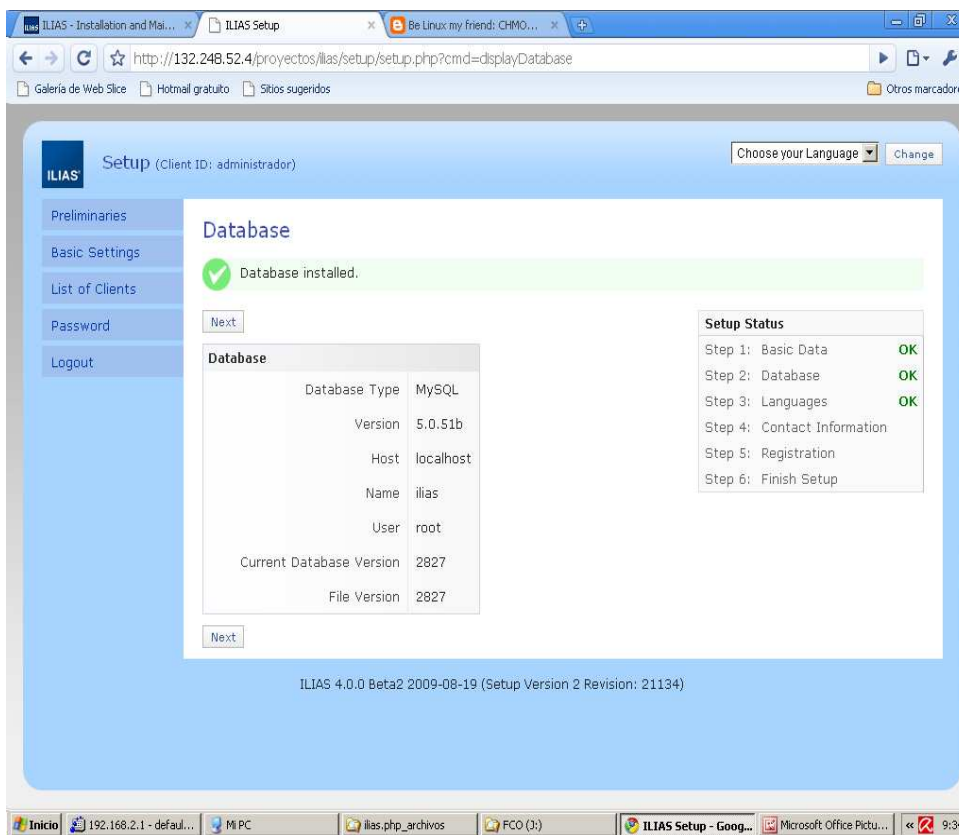 ILIAS - Installation and Mai...
ILIAS Setup
Be Linux my friend: CHMO...
http://132.248.52.4/proyectos/ilias/setup/setup.php?cmd=displayDatabase
Galería de Web Slice
Hotmail gratuito
Sitios sugeridos
Otros marcadore
ILIAS
Setup (Client ID: administrador)
Choose your Language
Change
Preliminaries
Basic Settings
List of Clients
Password
Logout
Database
Database installed.
Next
Database
Database Type MySQL
Version 5.0.51b
Host localhost
Name ilias
User root
Current Database Version 2827
File Version 2827
Next
Setup Status
Step 1: Basic Data OK
Step 2: Database OK
Step 3: Languages OK
Step 4: Contact Information
Step 5: Registration
Step 6: Finish Setup
ILIAS 4.0.0 Beta2 2009-08-19 (Setup Version 2 Revision: 21134)
Inicio
192.168.2.1 - defaul...
Mi PC
ilias.php_archivos
FCO (J:)
ILIAS Setup - Goog...
Microsoft Office Pictu...